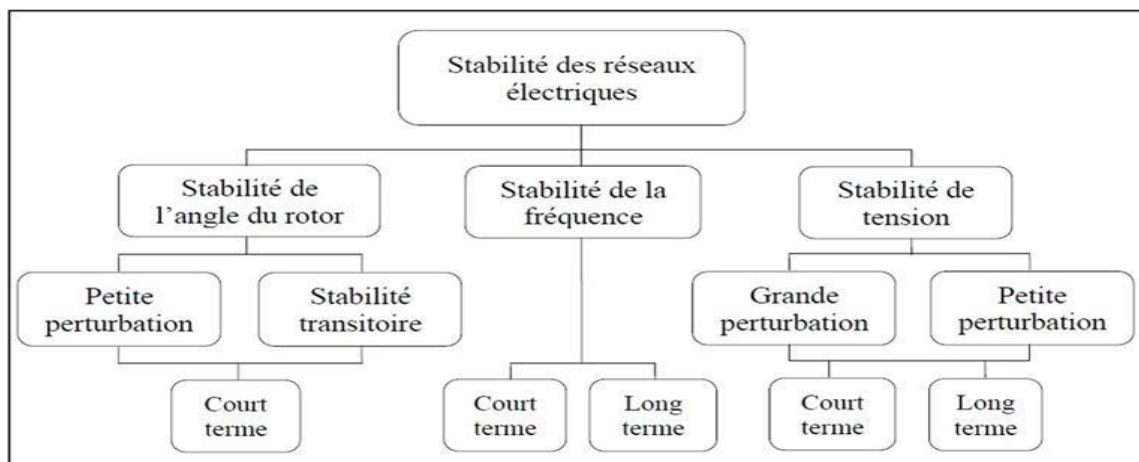 Stabilité des réseaux
électriques
Stabilité de
l'angle du rotor
Stabilité de la
fréquence
Stabilité de
tension
Petite
perturbation
Stabilité
transitoire
Grande
perturbation
Petite
perturbation
Court
terme
Court
terme
Long
terme
Court
terme
Long
terme